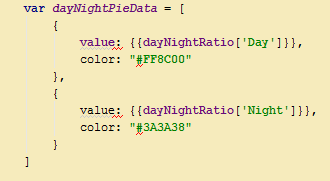 var dayNightPieData = [
{
value: {{dayNightRatio['Day']}},
color: "#FF8C00"
},
{
value: {{dayNightRatio['Night']}},
color: "#3A3A38"
}
]